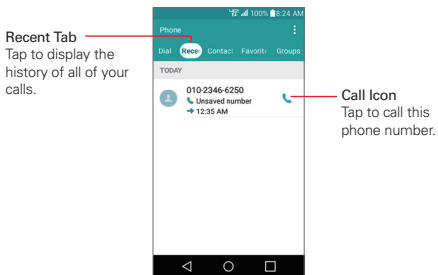 100% 8:24 AM
Phone
Dial Rece Contact Favorite Groups
TODAY
010-2346-6250
Unsaved number
12:35 AM
Recent Tab
Tap to display the
history of all of your
calls.
Call Icon
Tap to call this
phone number.